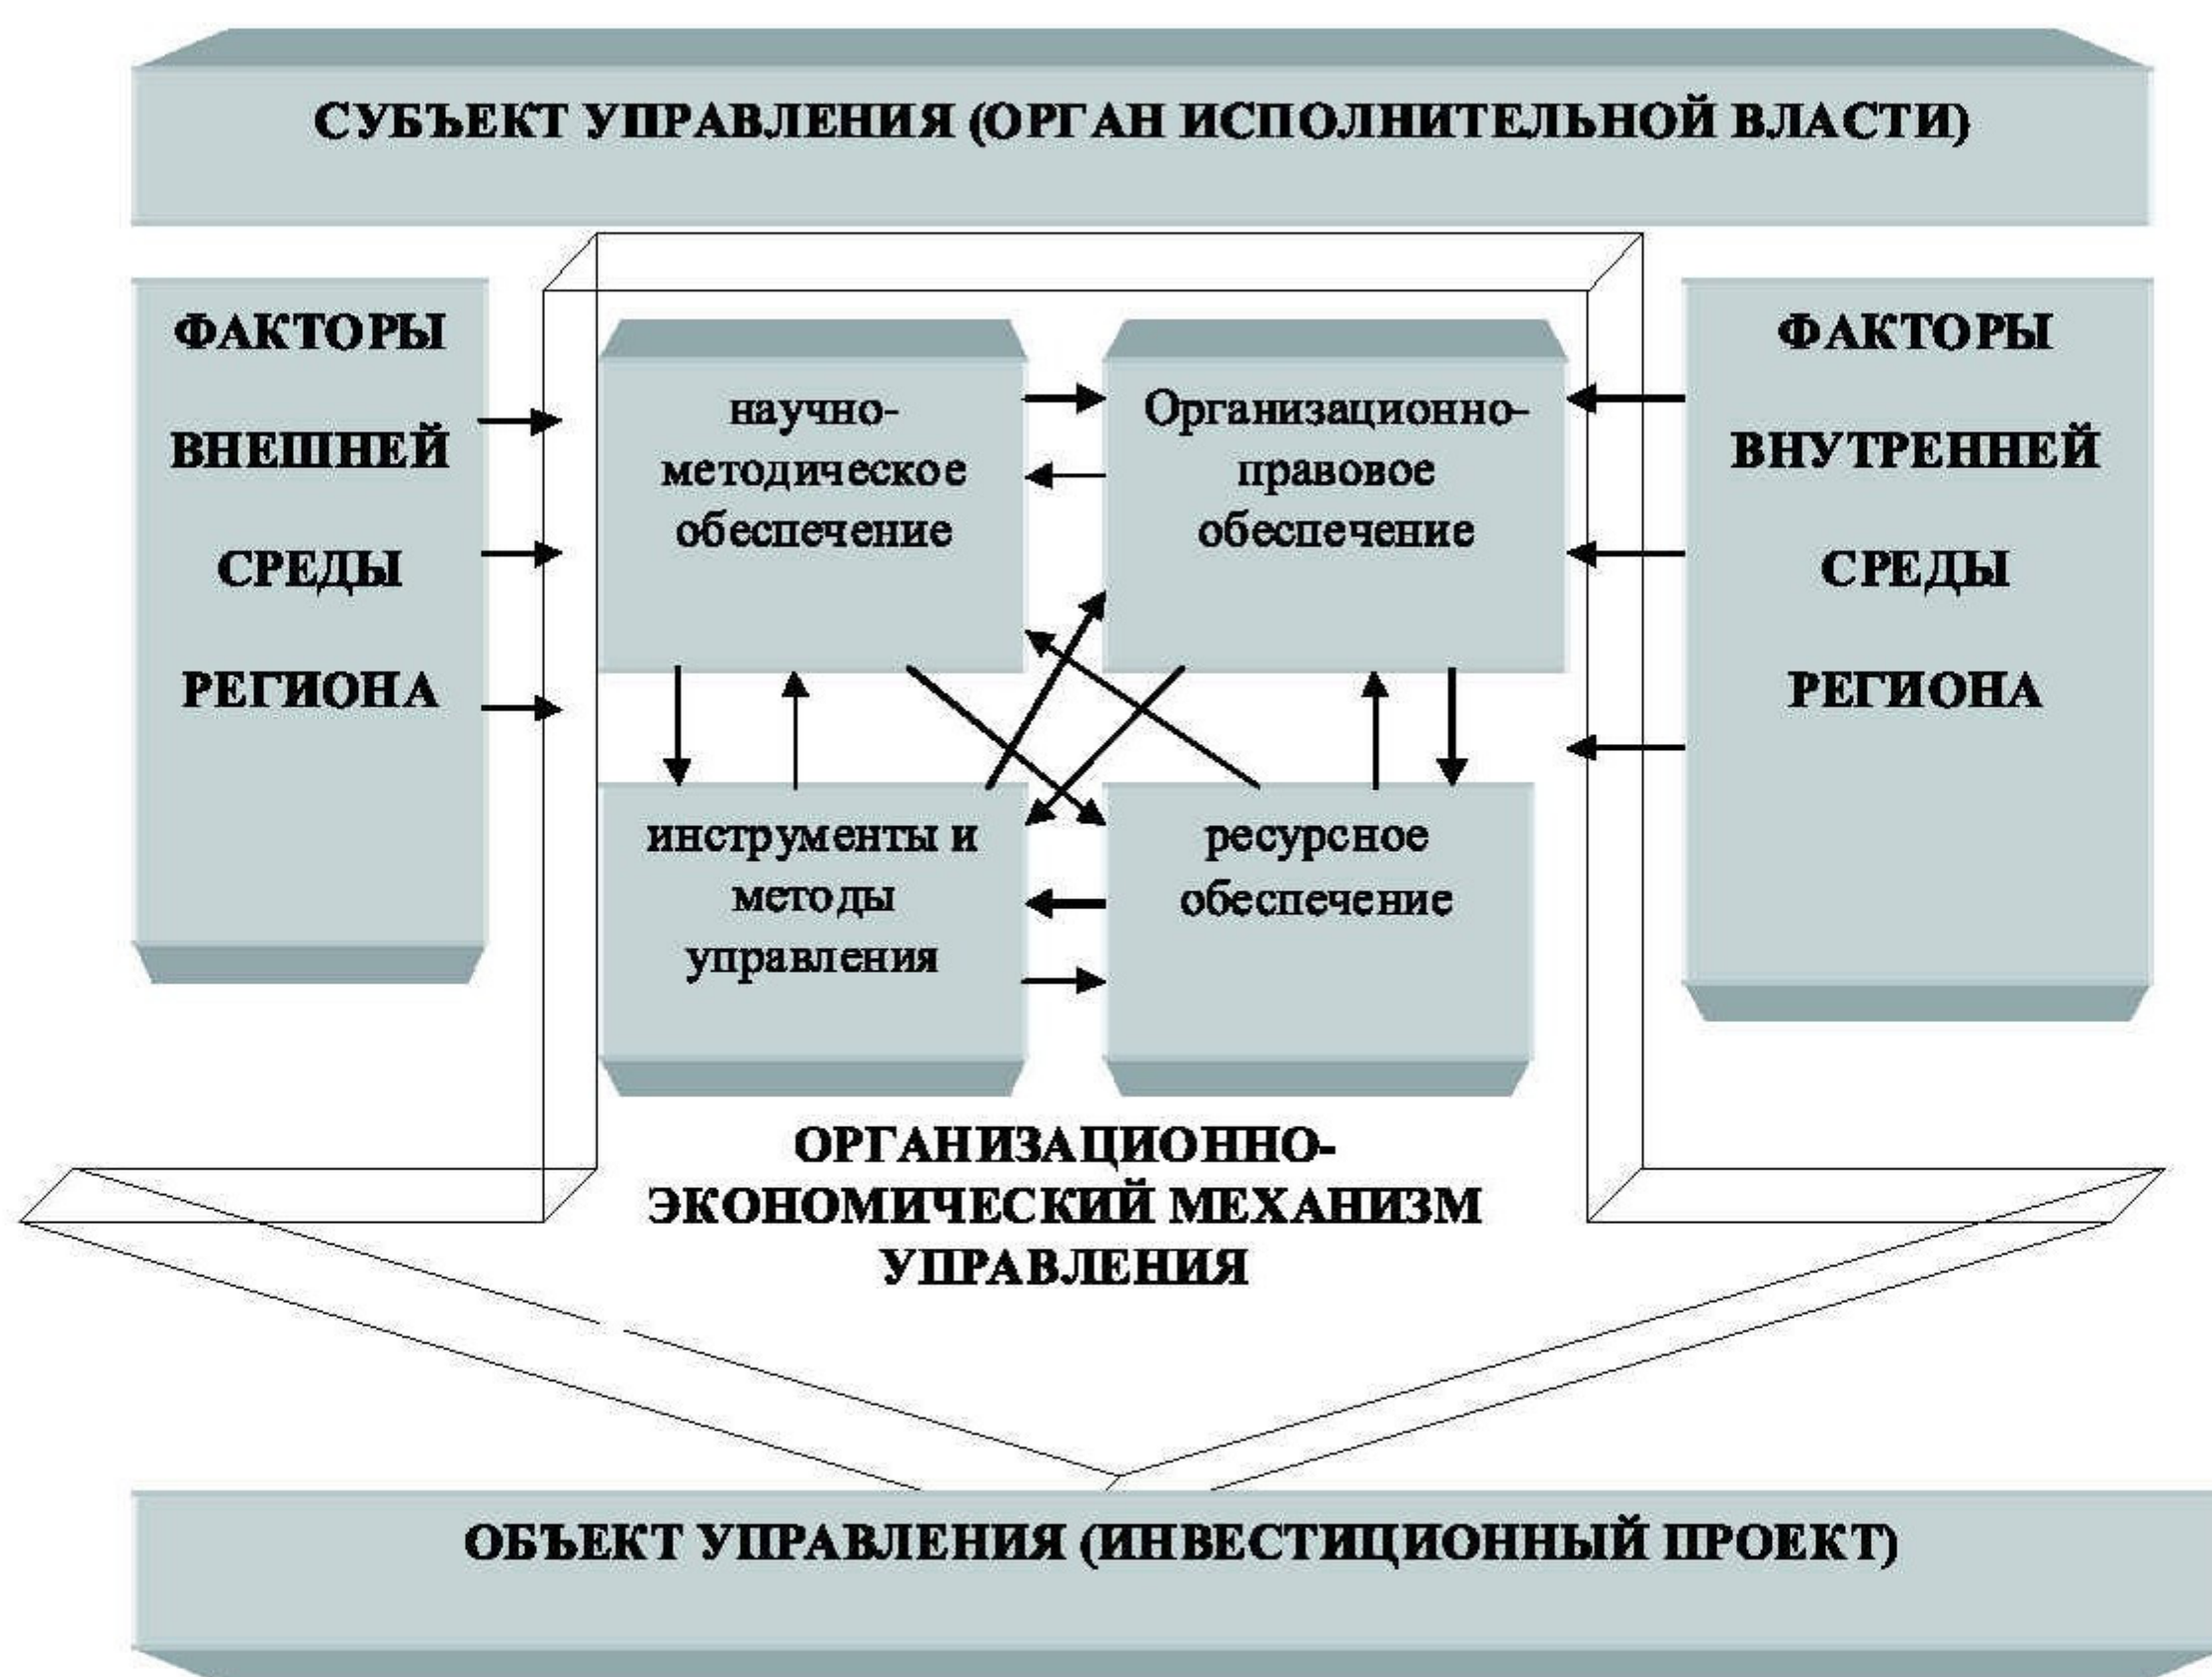 СУБЪЕКТ УПРАВЛЕНИЯ (ОРГАН ИСПОЛНИТЕЛЬНОЙ ВЛАСТИ)
ФАКТОРЫ
ВНЕШНЕЙ
СРЕДЫ
РЕГИОНА
научно-
методическое
обеспечение
Организационно-
правовое
обеспечение
ФАКТОРЫ
ВНУТРЕННЕЙ
СРЕДЫ
РЕГИОНА
инструменты и
методы
управления
ресурсное
обеспечение
ОРГАНИЗАЦИОННО-
ЭКОНОМИЧЕСКИЙ МЕХАНИЗМ
УПРАВЛЕНИЯ
ОБЪЕКТ УПРАВЛЕНИЯ (ИНВЕСТИЦИОННЫЙ ПРОЕКТ)